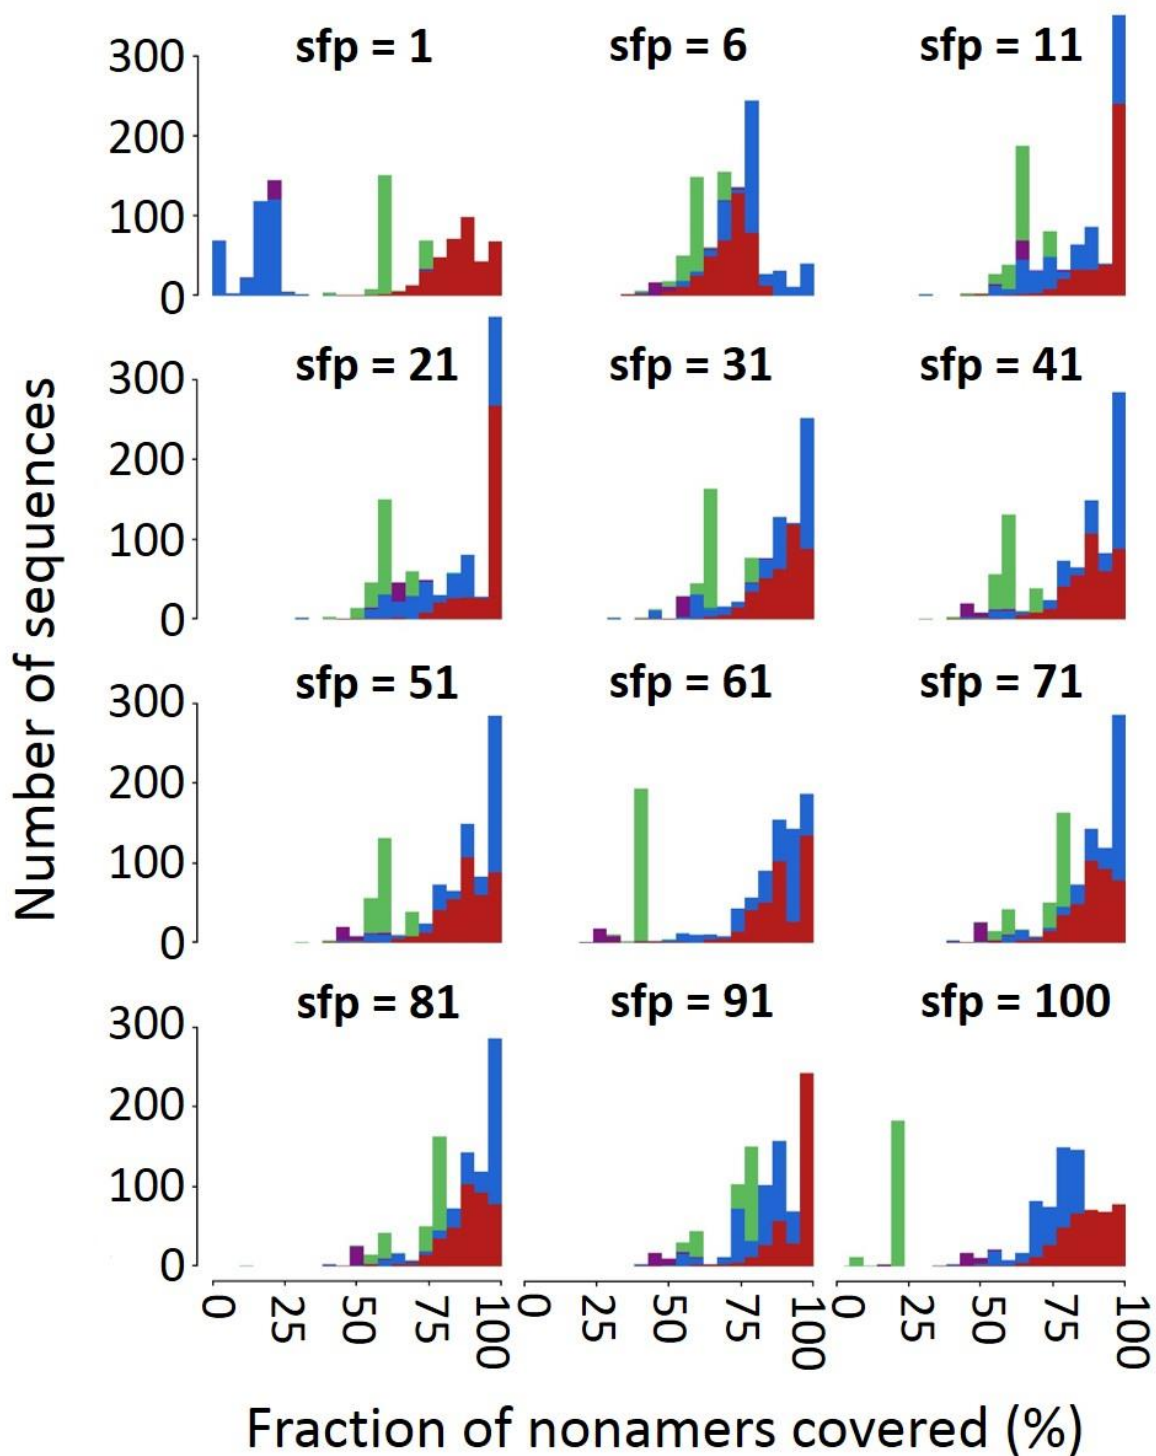 sfp = 1
sfp = 6
sfp = 11
300
200
100
0
sfp = 21
sfp = 31
sfp = 41
300
200
100
0
sfp = 51
sfp = 61
sfp = 71
300
200
100
0
sfp = 81
sfp = 91
sfp = 100
300
200
100
0
0 25 50 75 100
0 25 50 75 100
0 25 50 75 100
Number of sequences
Fraction of nonamers covered (%)